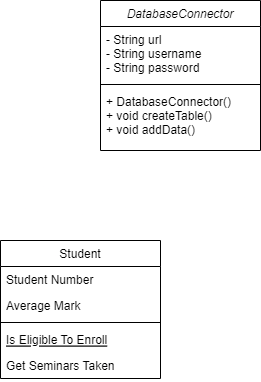 DatabaseConnector
- String url
- String username
- String password
+ DatabaseConnector()
+ void createTable()
+ void addData()
Student
Student Number
Average Mark
Is Eligible To Enroll
Get Seminars Taken